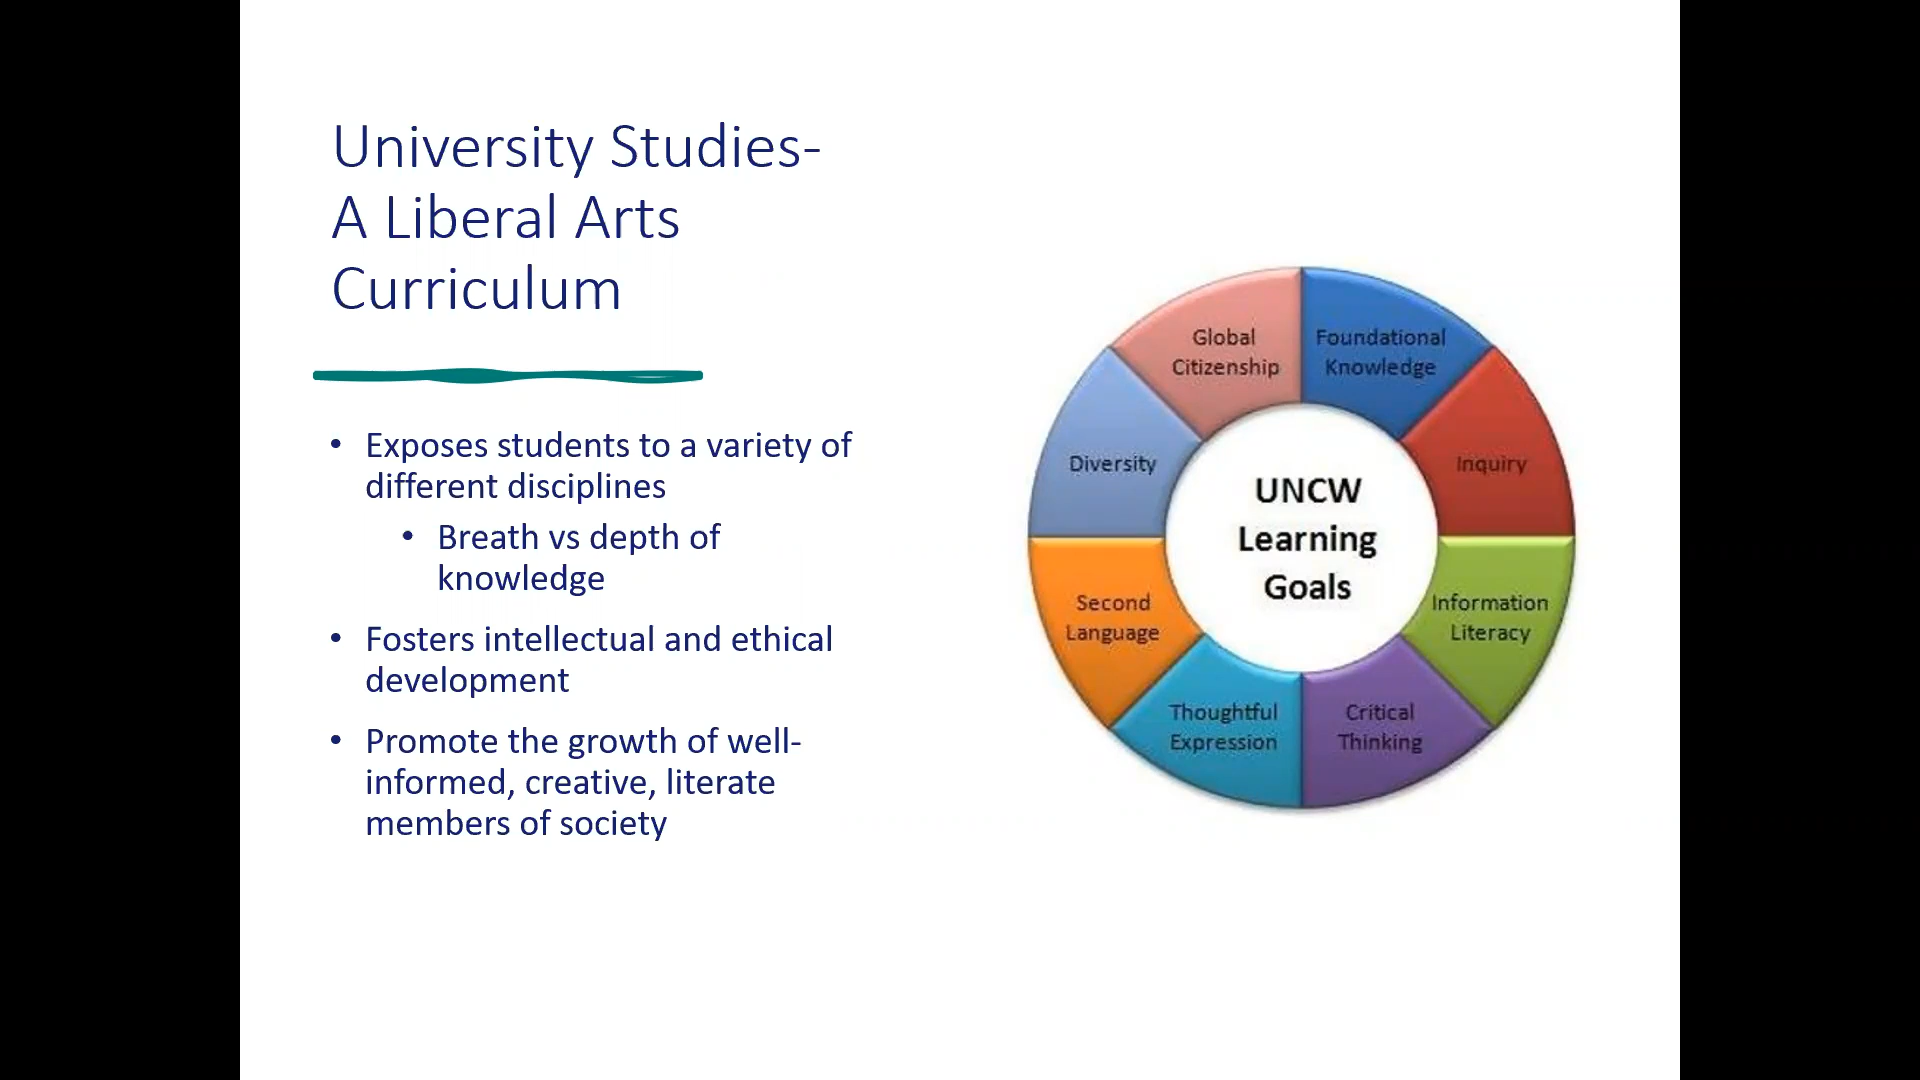 University Studies-
A Liberal Arts
Curriculum
• Exposes students to a variety of
different disciplines
• Breath vs depth of
knowledge
• Fosters intellectual and ethical
development
• Promote the growth of well-
informed, creative, literate
members of society
Global
Citizenship
Foundational
Knowledge
Inquiry
Information
Literacy
Critical
Thinking
Thoughtful
Expression
Second
Language
Diversity
UNCW
Learning
Goals